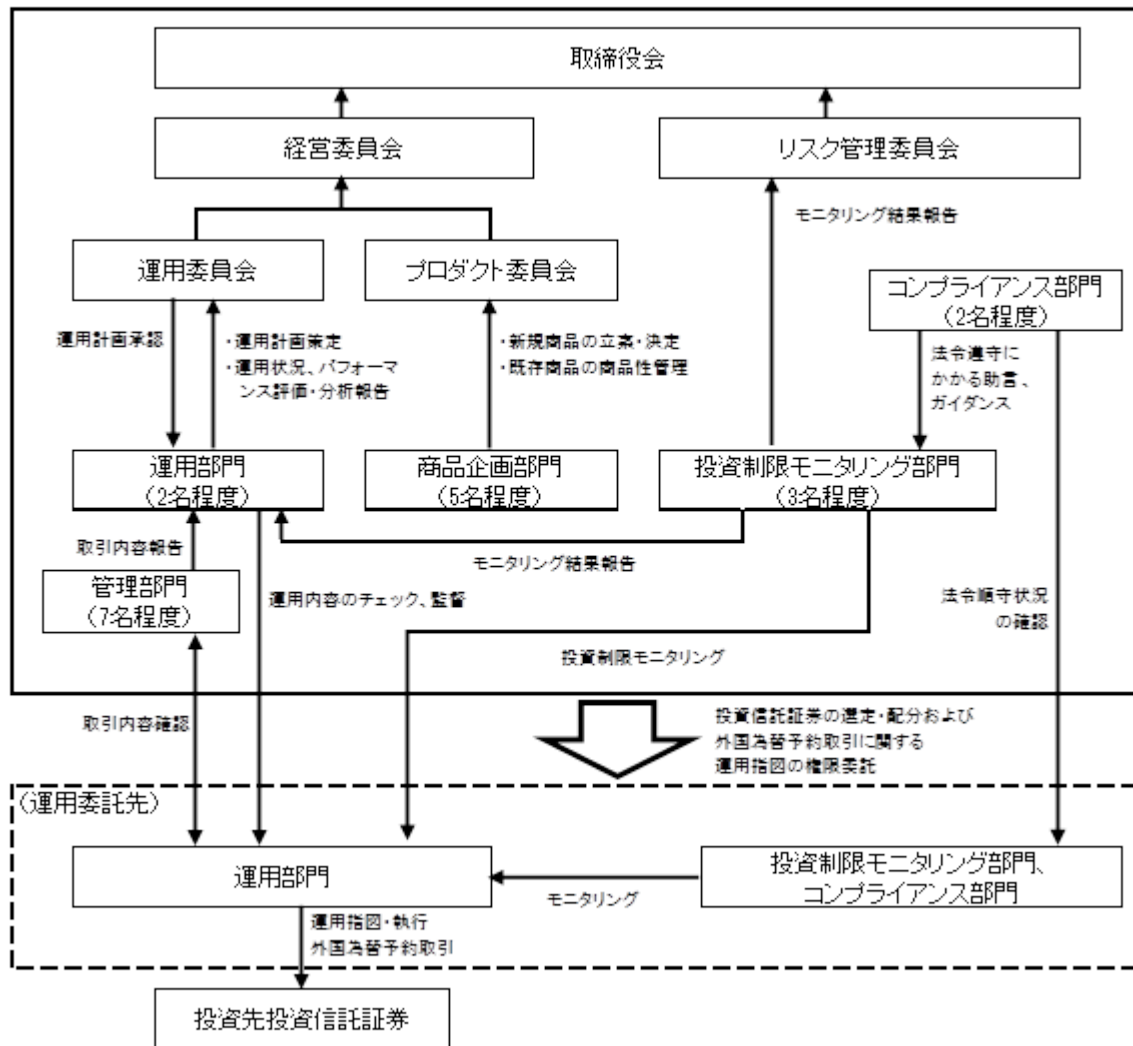 取締役会
経営委員会
リスク管理委員会
モニタリング結果報告
運用委員会
プロダクト委員会
コンプライアンス部門
(2名程度)
運用計画承認
・運用計画策定
・運用状況、パフォーマ
ンス評価・分析報告
・新規商品の立案・決定
・既存商品の商品性管理
法令遵守に
かかる助言、
ガイダンス
運用部門
(2名程度)
商品企画部門
(5名程度)
投資制限モニタリング部門
(3名程度)
取引内容報告
モニタリング結果報告
管理部門
(7名程度)
運用内容のチェック、監督
法令順守状況
の確認
投資制限モニタリング
取引内容確認
投資信託証券の選定・配分および
外国為替予約取引に関する
運用指図の権限委託
(運用委託先)
運用部門
モニタリング
投資制限モニタリング部門、
コンプライアンス部門
運用指図・執行
外国為替予約取引
投資先投資信託証券